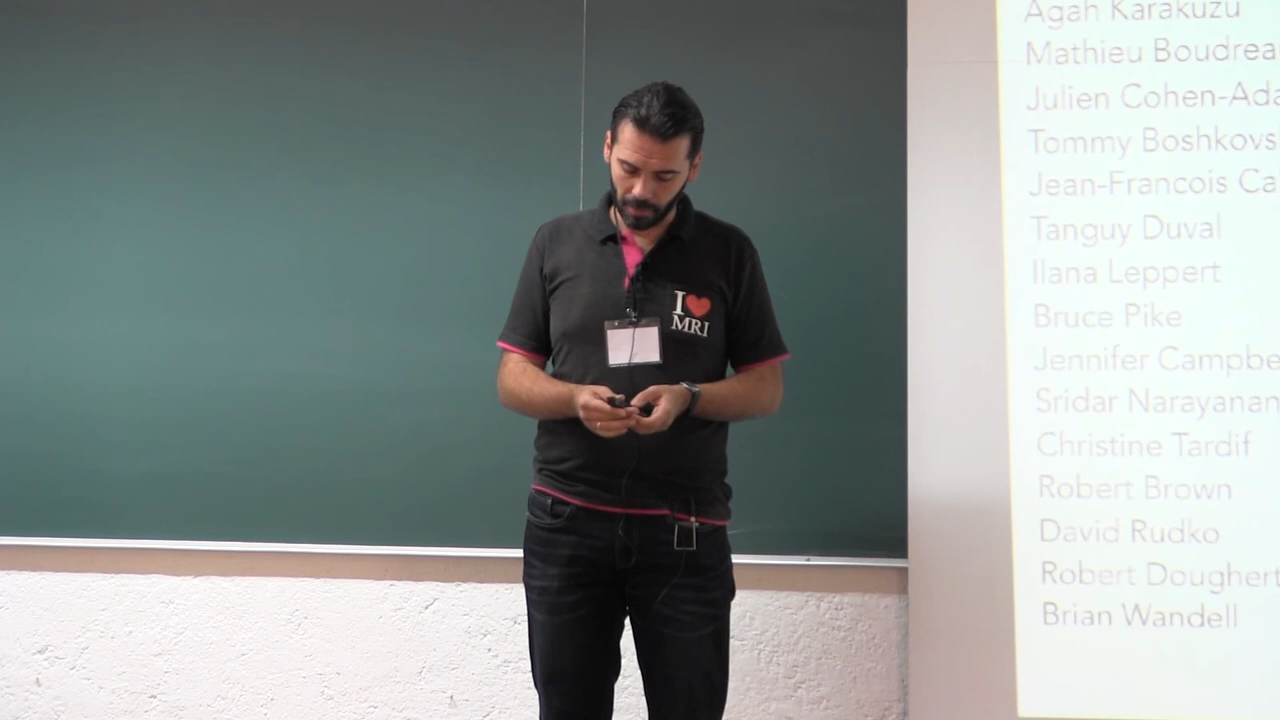 I
MRI
Agah Karakuzu
Mathieu Boudrea
Julien Cohen-Ada
Tommy Boshkovs
Jean-Francois Ca
Tanguy Duval
Ilana Leppert
Bruce Pike
Jennifer Campbe
Sridar Narayanan
Christine Tardif
Robert Brown
David Rudko
Robert Doughert
Brian Wandell